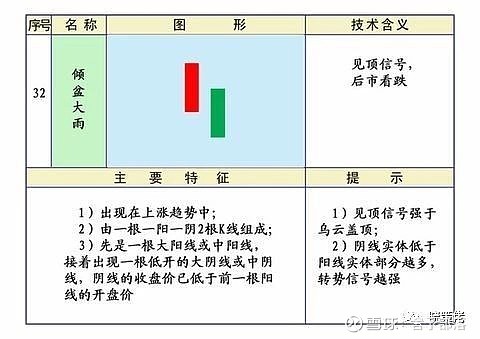 序号 名称 图形 技术含义
32 倾盆大雨 见顶信号，
后市看跌
主要特征 提示
1）出现在上涨趋势中；
2）由一根一阳一阴2根K线组成；
3）先是一根大阳线或中阳线，
接着出现一根低开的大阴线或中阴
线，阴线的收盘价已低于前一根阳
线的开盘价
1）见顶信号强于
乌云盖顶；
2）阴线实体低于
阳线实体部分越多，
转势信号越强
雪球